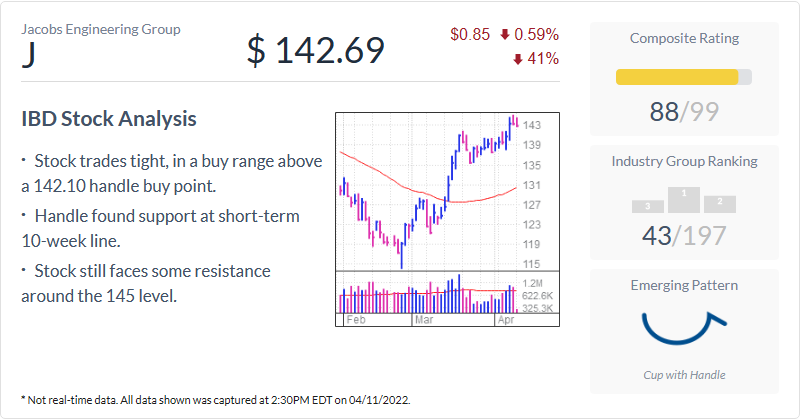 Jacobs Engineering Group
J
$ 142.69
$0.85 0.59%
41%
IBD Stock Analysis
· Stock trades tight, in a buy range above
a 142.10 handle buy point.
· Handle found support at short-term
10-week line.
· Stock still faces some resistance
around the 145 level.
143
139
135
131
127
123
119
115
1.2M
622.6K
325.3K
Feb
Mar
Apr
Composite Rating
88/99
Industry Group Ranking
3 1 2
43/197
Emerging Pattern
Cup with Handle
* Not real-time data. All data shown was captured at 2:30PM EDT on 04/11/2022.